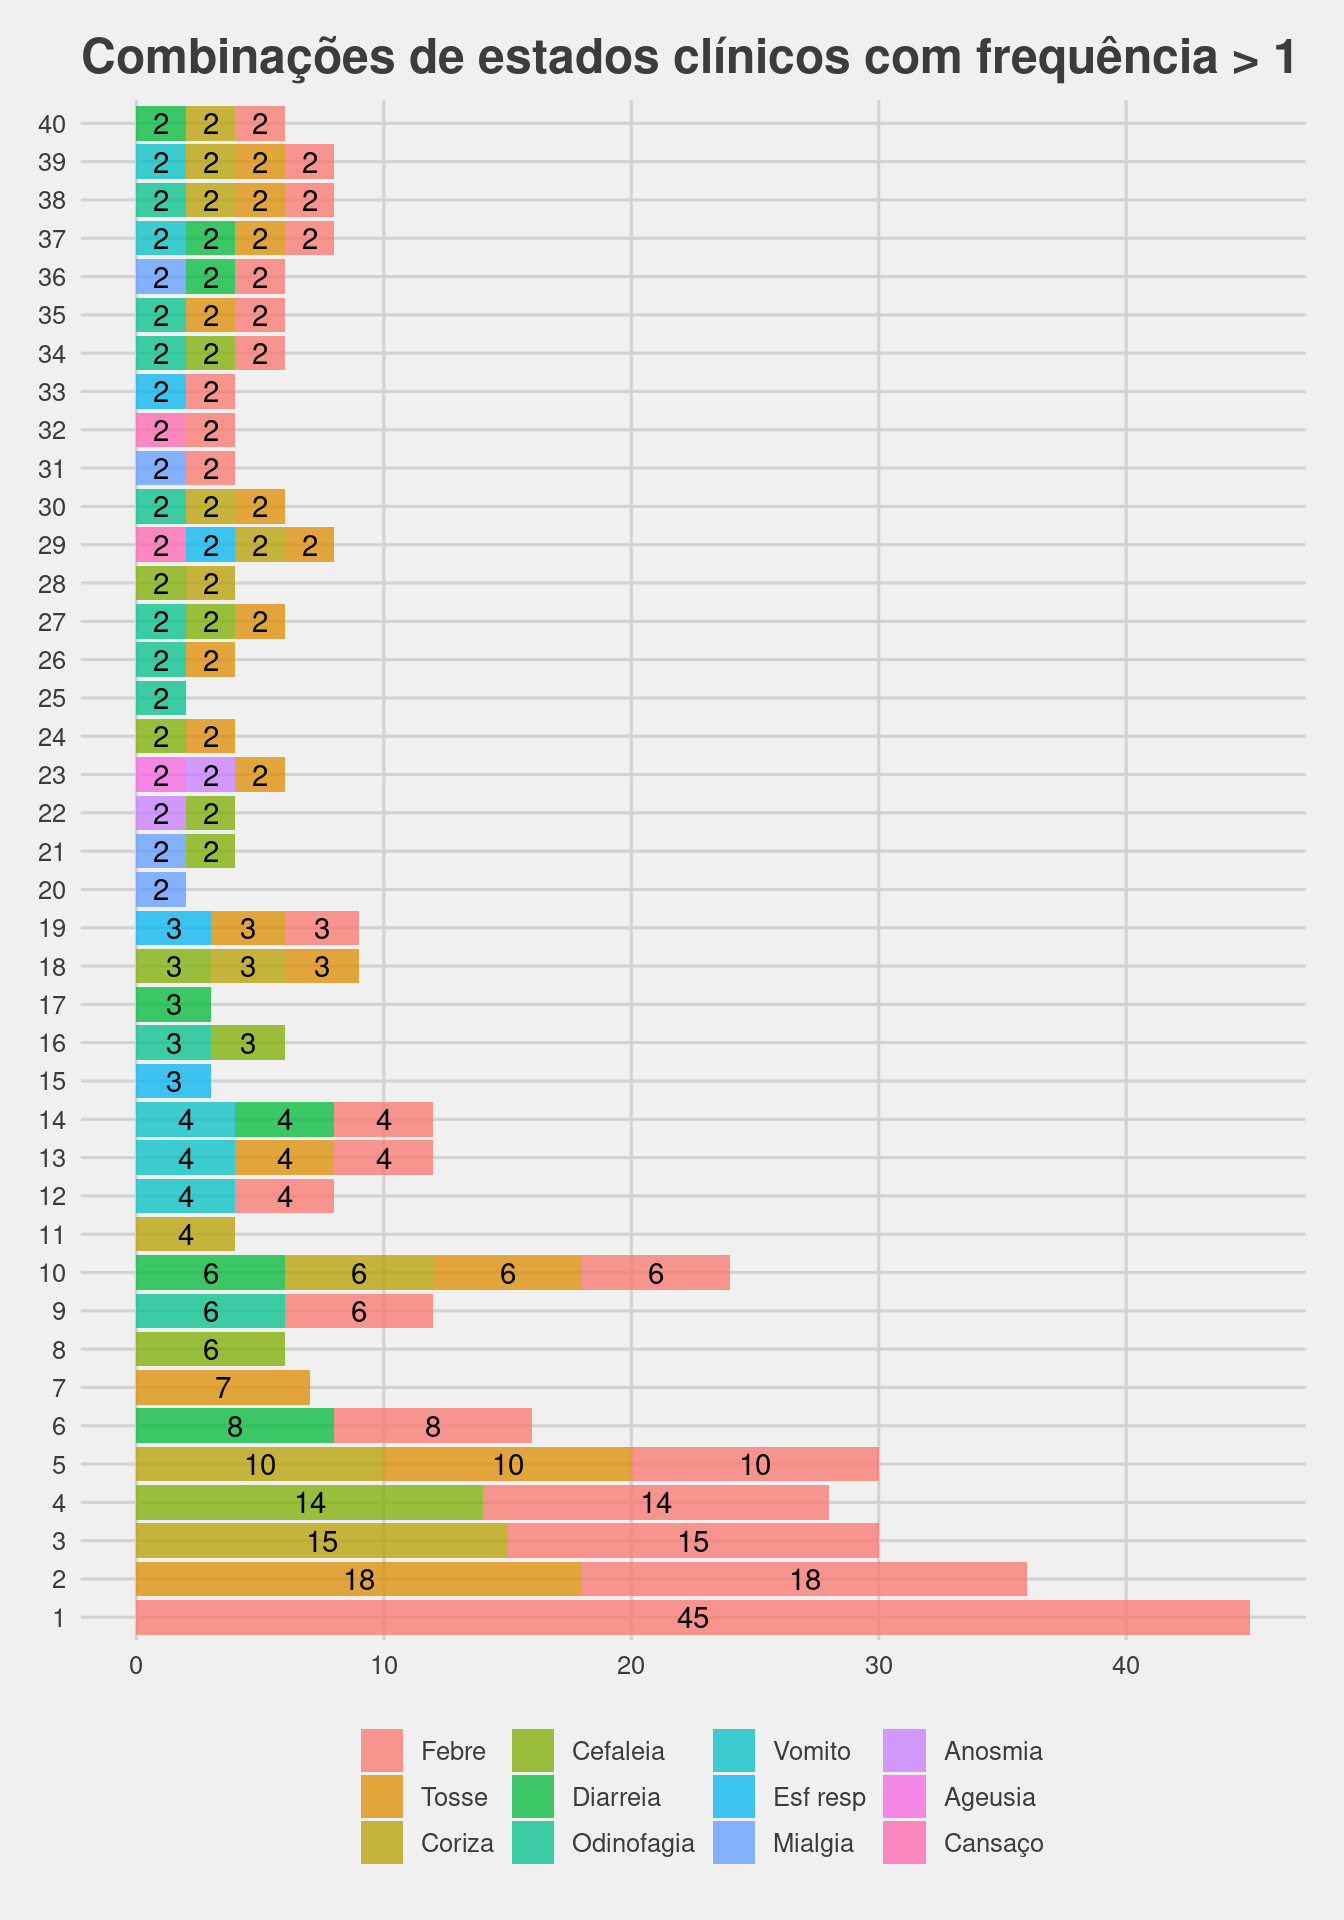 Combinações de estados clínicos com frequência > 1
40 2 2 2
39 2 2 2 2
38 2 2 2 2
37 2 2 2 2
36 2 2 2
35 2 2 2
34 2 2 2
33 2 2
32 2 2
31 2 2
30 2 2 2
29 2 2 2 2
28 2 2
27 2 2 2
26 2 2
25 2
24 2 2
23 2 2 2
22 2 2
21 2 2
20 2
19 3 3 3
18 3 3 3
17 3
16 3 3
15 3
14 4 4 4
13 4 4 4
12 4 4
11 4
10 6 6 6 6
9 6 6
8 6
7 7
6 8 8
5 10 10 10
4 14 14
3 15 15
2 18 18
1 45
0 10 20 30 40
Febre Cefaleia Vomito Anosmia
Tosse Diarreia Esf resp Ageusia
Coriza Odinofagia Mialgia Cansaço